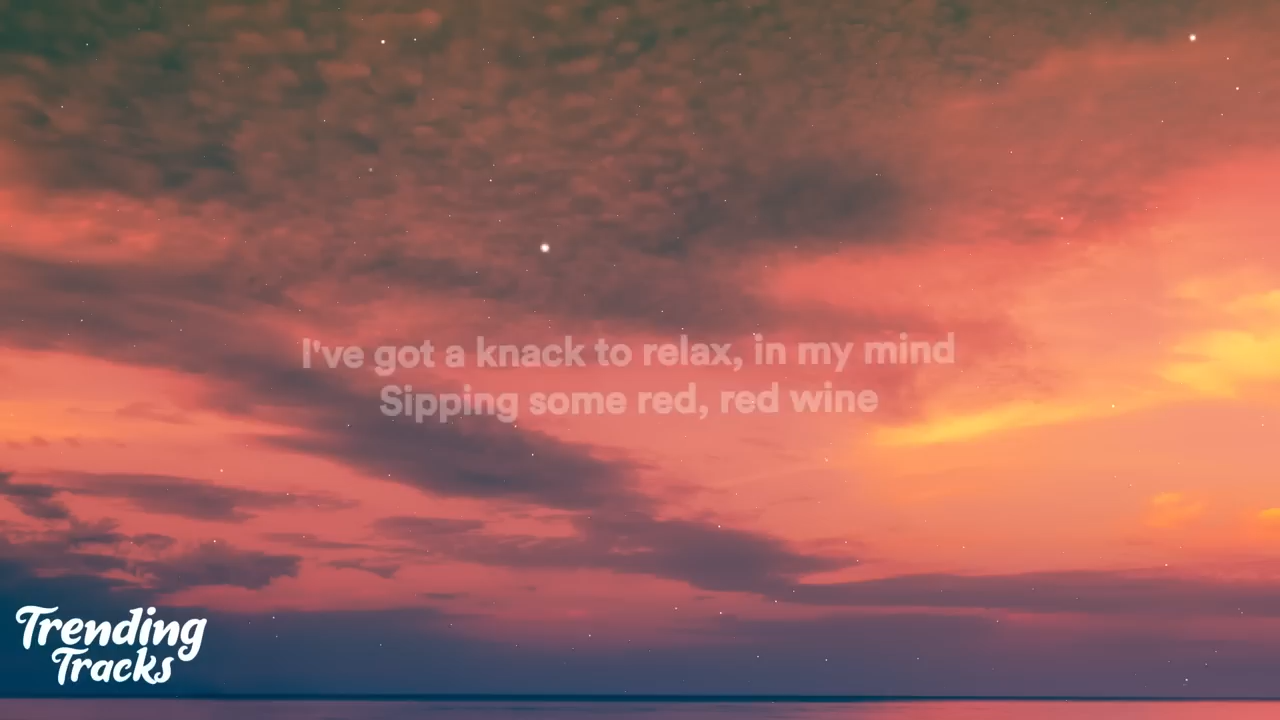 I've got a knack to relax, in my mind
Sipping some red, red wine
Trending
Tracks